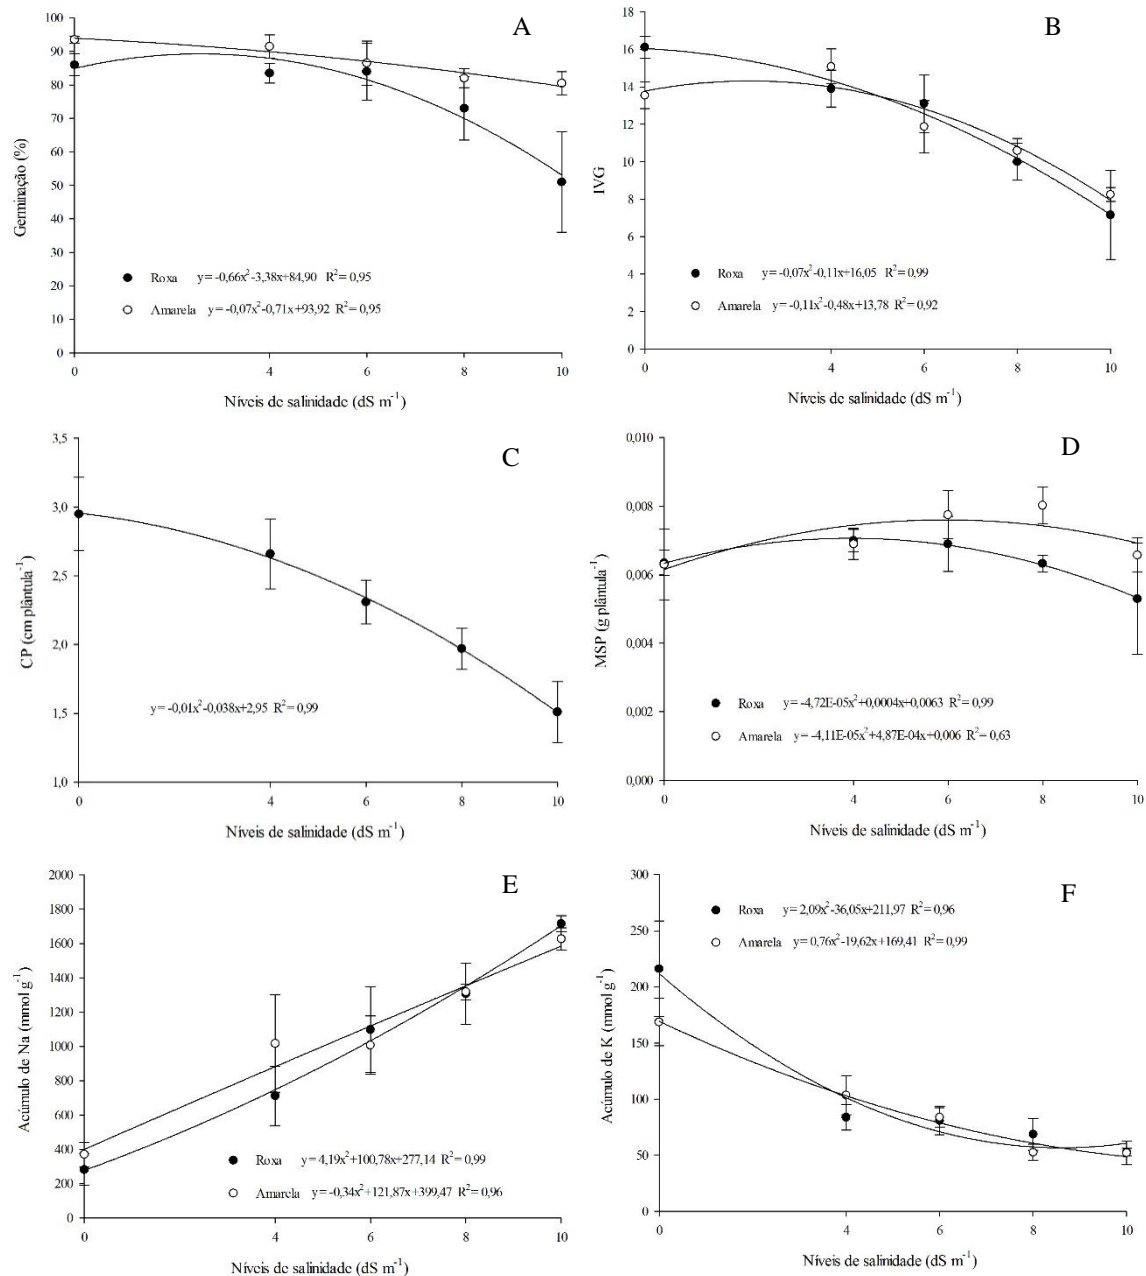 A
100
90
80
70
60
50
40
30
20
10
0
Germinação (%)
Roxa y = -0,66x²-3,38x+84,90 R² = 0,95
Amarela y = -0,07x²-0,71x+93,92 R² = 0,95
0 4 6 8 10
Níveis de salinidade (dS m⁻¹)
B
18
16
14
12
10
8
6
4
2
0
IVG
Roxa y = -0,07x²-0,11x+16,05 R² = 0,99
Amarela y = -0,11x²-0,48x+13,78 R² = 0,92
0 4 6 8 10
Níveis de salinidade (dS m⁻¹)
C
3,5
3,0
2,5
2,0
1,5
1,0
CP (cm plântula⁻¹)
y = -0,01x²-0,038x+2,95 R² = 0,99
0 4 6 8 10
Níveis de salinidade (dS m⁻¹)
D
0,010
0,008
0,006
0,004
0,002
0,000
MSP (g plântula⁻¹)
Roxa y = -4,72E-05x²+0,0004x+0,0063 R² = 0,99
Amarela y = -4,11E-05x²+4,87E-04x+0,006 R² = 0,63
0 4 6 8 10
Níveis de salinidade (dS m⁻¹)
E
2000
1800
1600
1400
1200
1000
800
600
400
200
0
Acúmulo de Na (mmol g⁻¹)
Roxa y = 4,19x²+100,78x+277,14 R² = 0,99
Amarela y = -0,34x²+121,87x+399,47 R² = 0,96
0 4 6 8 10
Níveis de salinidade (dS m⁻¹)
F
300
250
200
150
100
50
0
Acúmulo de K (mmol g⁻¹)
Roxa y = 2,09x²-36,05x+211,97 R² = 0,96
Amarela y = 0,76x²-19,62x+169,41 R² = 0,99
0 4 6 8 10
Níveis de salinidade (dS m⁻¹)